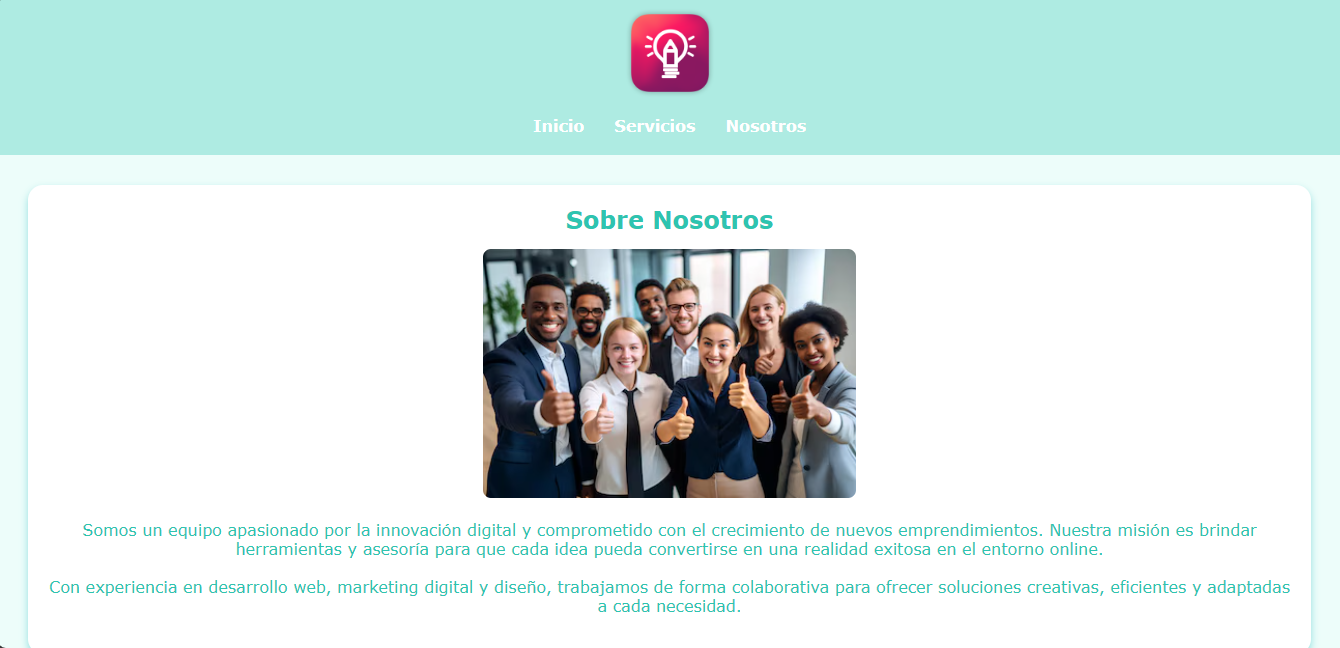 Inicio Servicios Nosotros
Sobre Nosotros
Somos un equipo apasionado por la innovación digital y comprometido con el crecimiento de nuevos emprendimientos. Nuestra misión es brindar
herramientas y asesoría para que cada idea pueda convertirse en una realidad exitosa en el entorno online.
Con experiencia en desarrollo web, marketing digital y diseño, trabajamos de forma colaborativa para ofrecer soluciones creativas, eficientes y adaptadas
a cada necesidad.